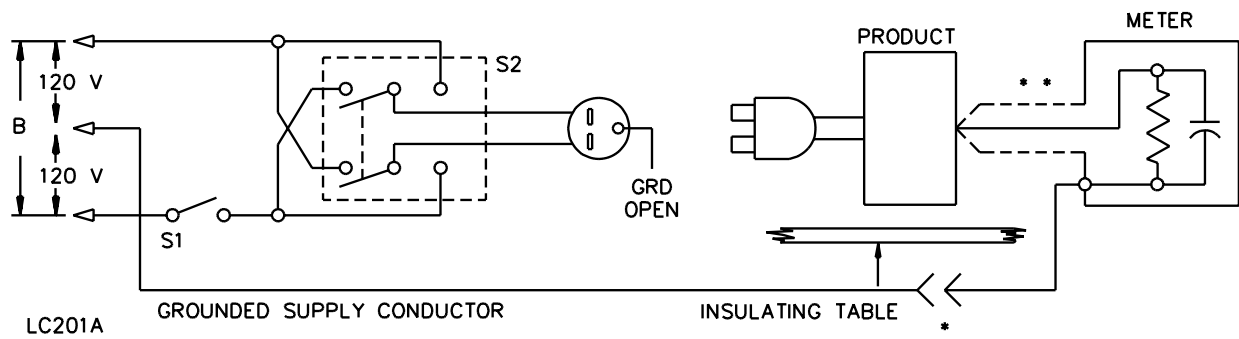 METER
PRODUCT
S2
* *
120 V
B
120 V
GRD
OPEN
S1
GROUNDED SUPPLY CONDUCTOR
INSULATING TABLE
*
LC201A